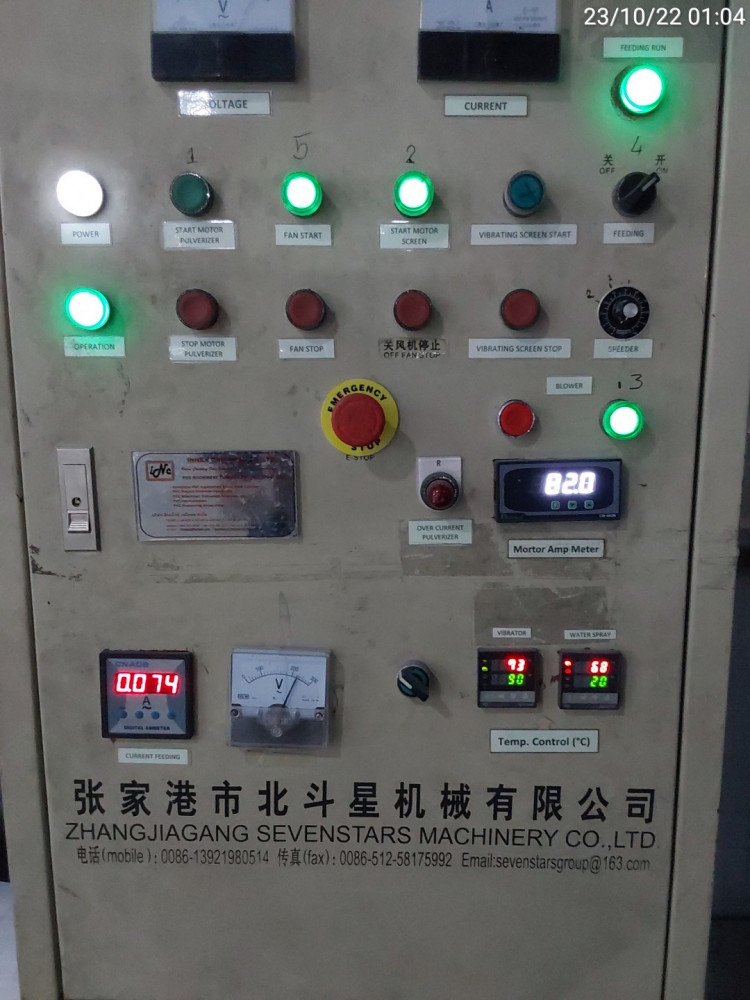 23/10/22 01:04
V
A
FEEDING RUN
VOLTAGE
CURRENT
1
5
2
4
关 开
OFF ON
POWER
START MOTOR
PULVERIZER
FAN START
START MOTOR
SCREEN
VIBRATING SCREEN START
FEEDING
2
1
OPERATION
STOP MOTOR
PULVERIZER
FAN STOP
关风机停止
OFF FAN STOP
VIBRATING SCREEN STOP
SPEEDER
BLOWER
3
EMERGENCY
STOP
E-STOP
iNc
R
82.0
OVER CURRENT
PULVERIZER
Mortor Amp Meter
VIBRATOR
WATER SPRAY
93
90
68
20
0.074
A
DIGITAL AMMETER
V
CURRENT FEEDING
Temp. Control (°C)
张家港市北斗星机械有限公司
ZHANGJIAGANG SEVENSTARS MACHINERY CO.,LTD
电话(mobile): 0086-13921980514 传真(fax): 0086-512-58175992 Email:sevenstarsgroup@163.com